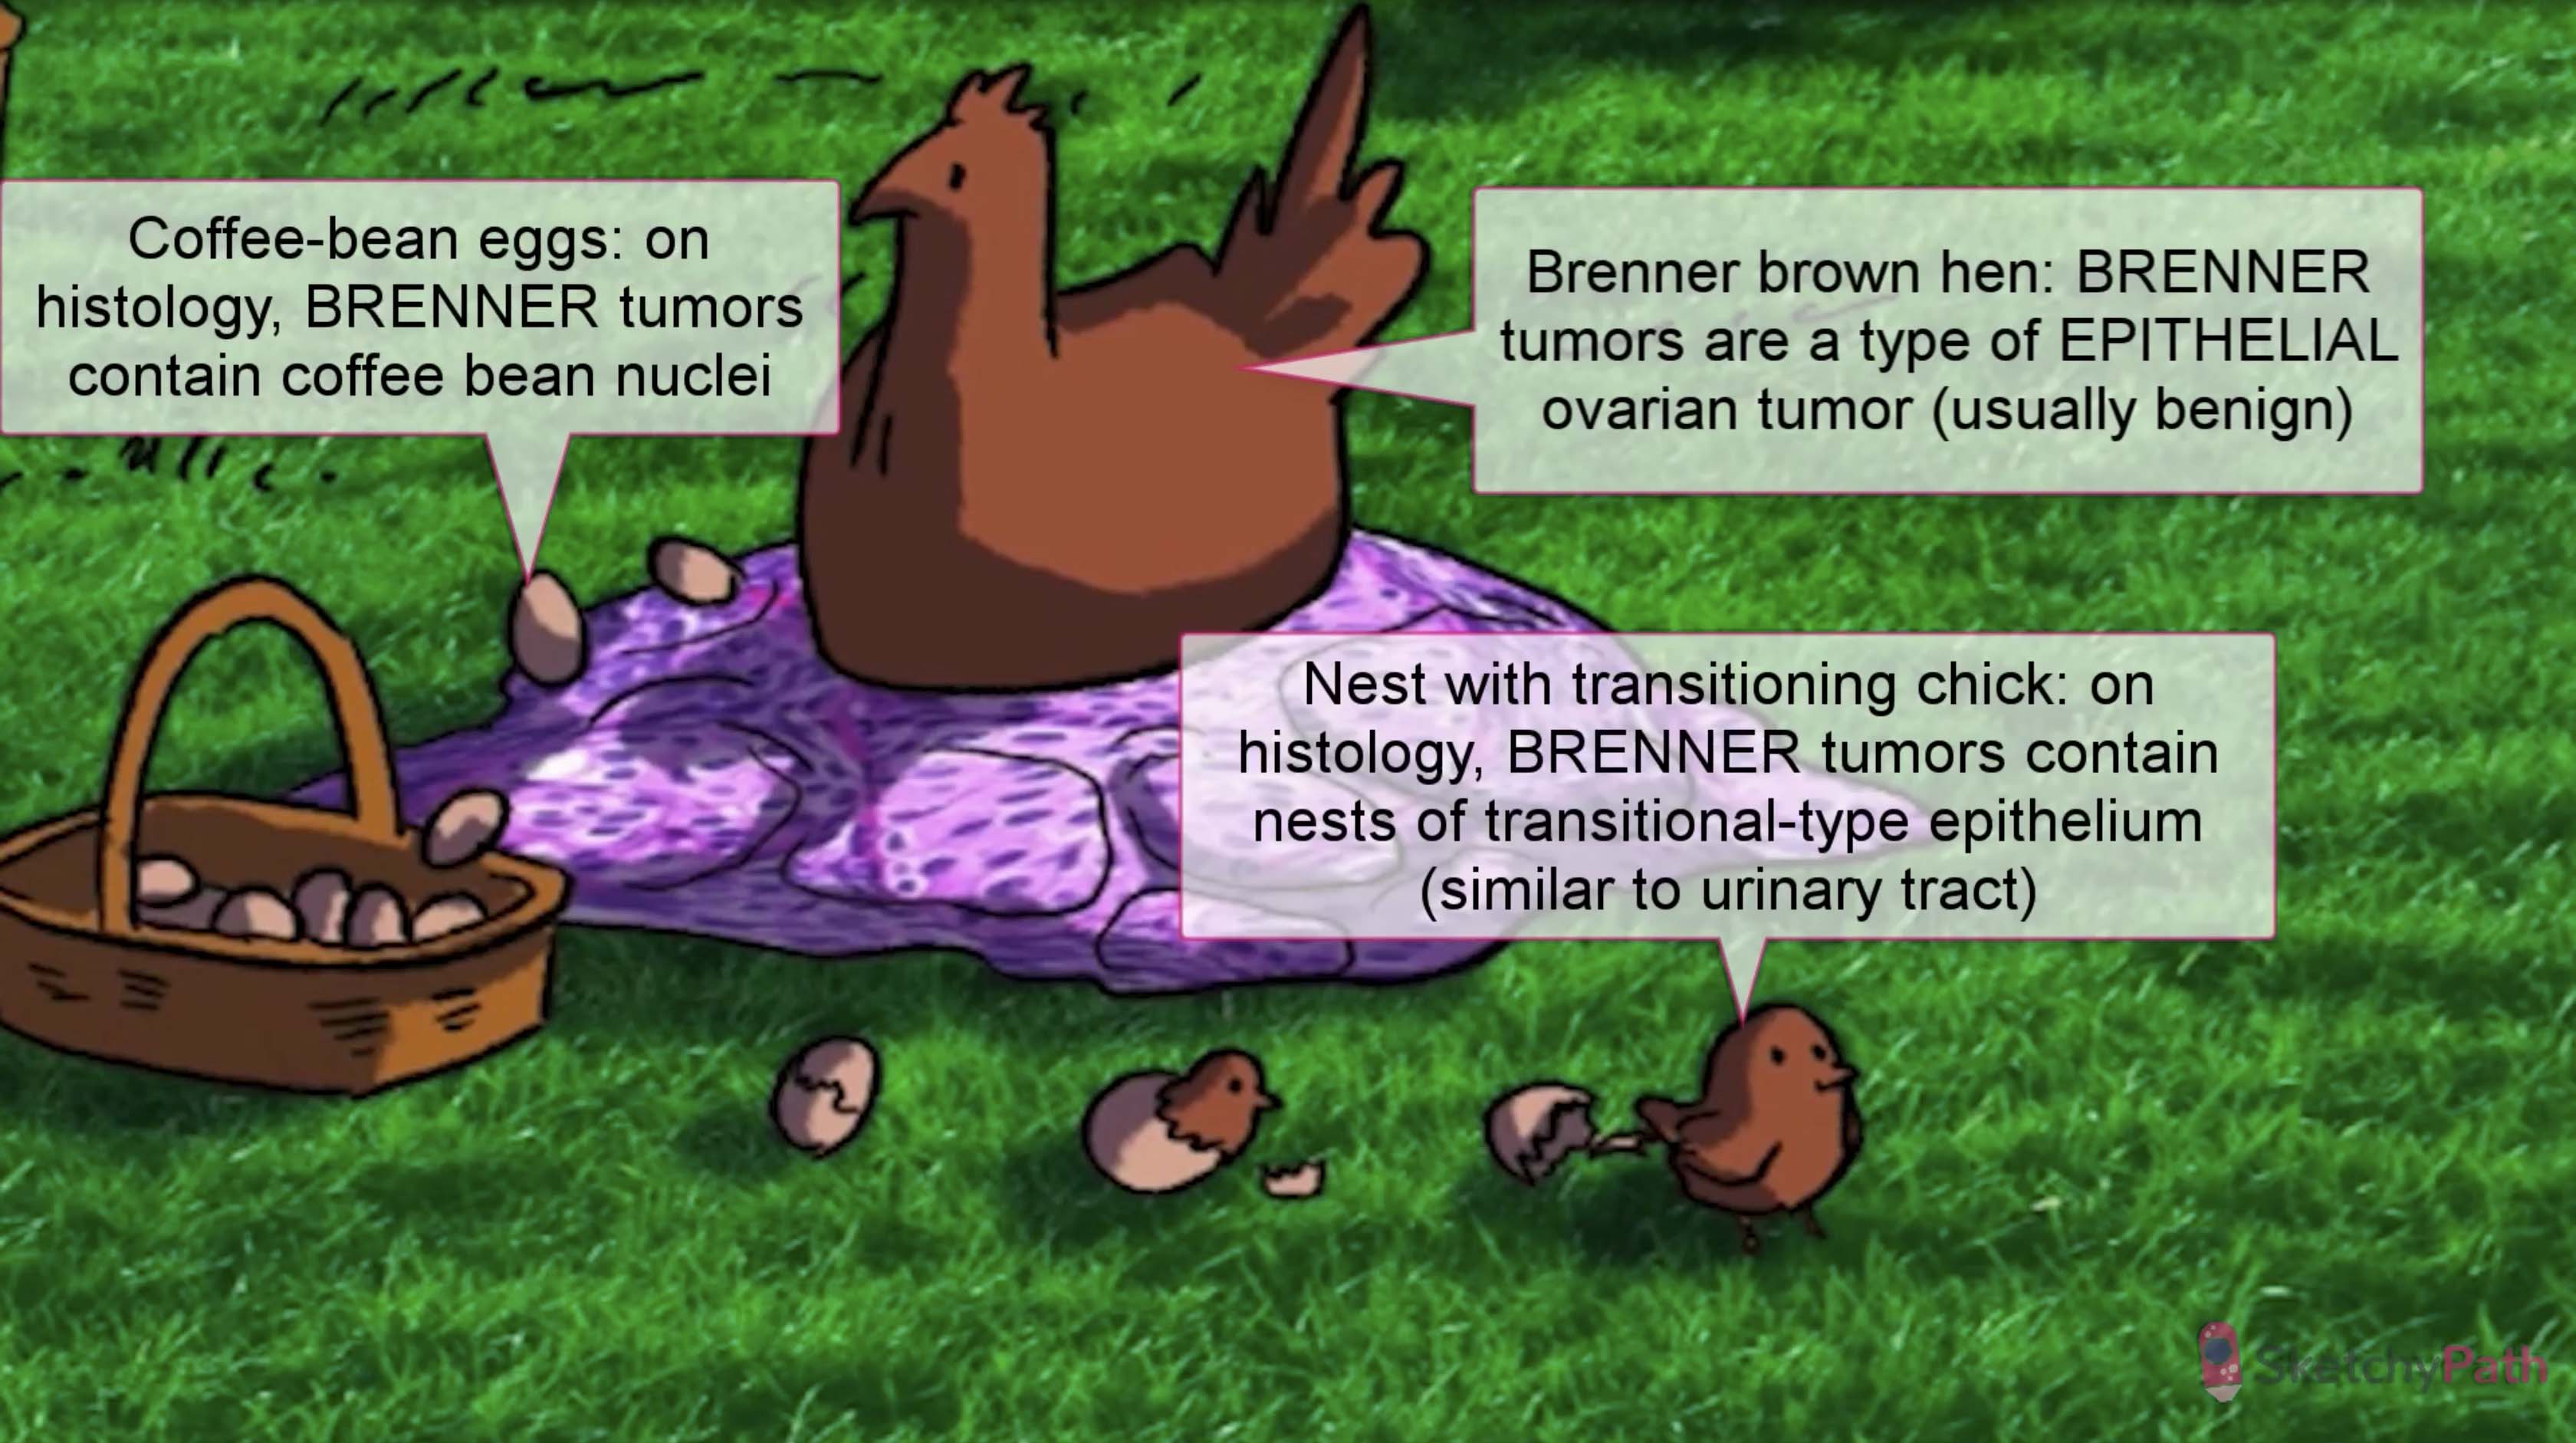 Coffee-bean eggs: on
histology, BRENNER tumors
contain coffee bean nuclei
Brenner brown hen: BRENNER
tumors are a type of EPITHELIAL
ovarian tumor (usually benign)
Nest with transitioning chick: on
histology, BRENNER tumors contain
nests of transitional-type epithelium
(similar to urinary tract)
SketchyPath